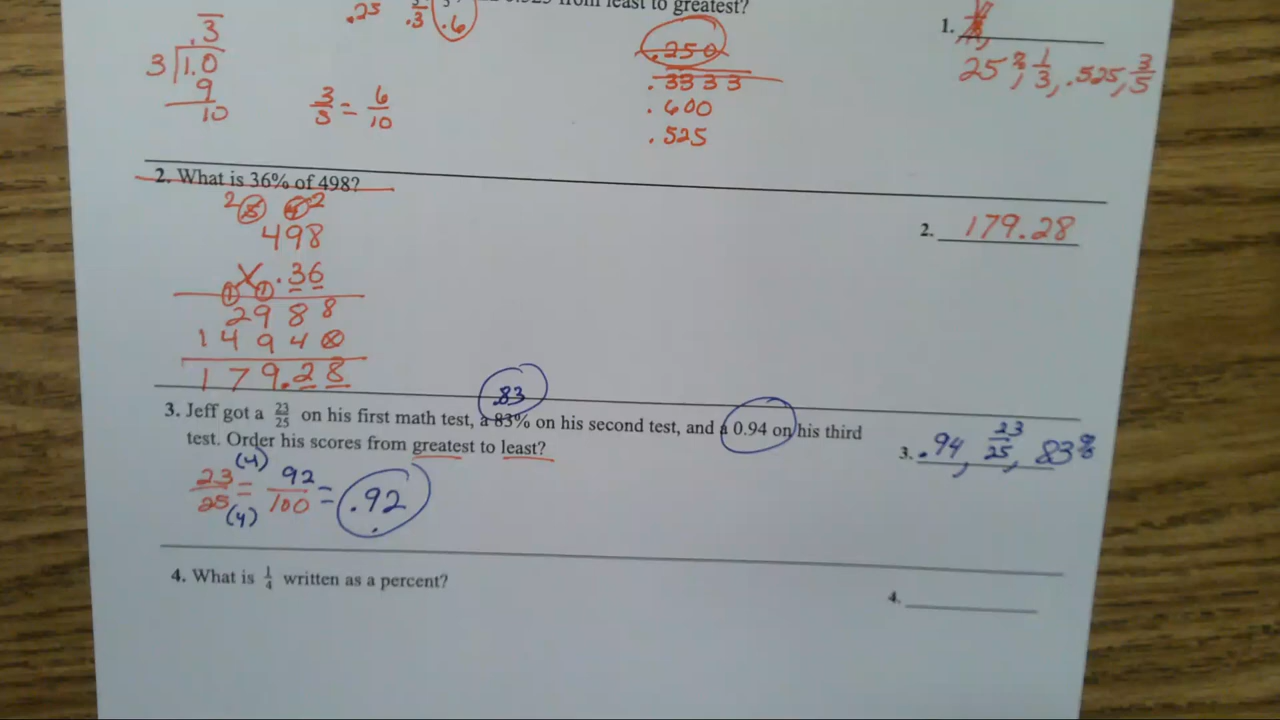 .25 .3 .6 from least to greatest?
.3
3 1.0
9
10
3/5 = 6/10
.250
.3333
.600
.525
1.
25%, 1/3, .525, 3/5
2. What is 36% of 498?
2 2
498
X .36
1 1
2988
14940
179.28
2. 179.28
.83
3. Jeff got a 23/25 on his first math test, a 83% on his second test, and a 0.94 on his third
test. Order his scores from greatest to least?
23/25 (4)(4) = 92/100 = .92
3. .94, 23/25, 83%
4. What is 1/4 written as a percent?
4.